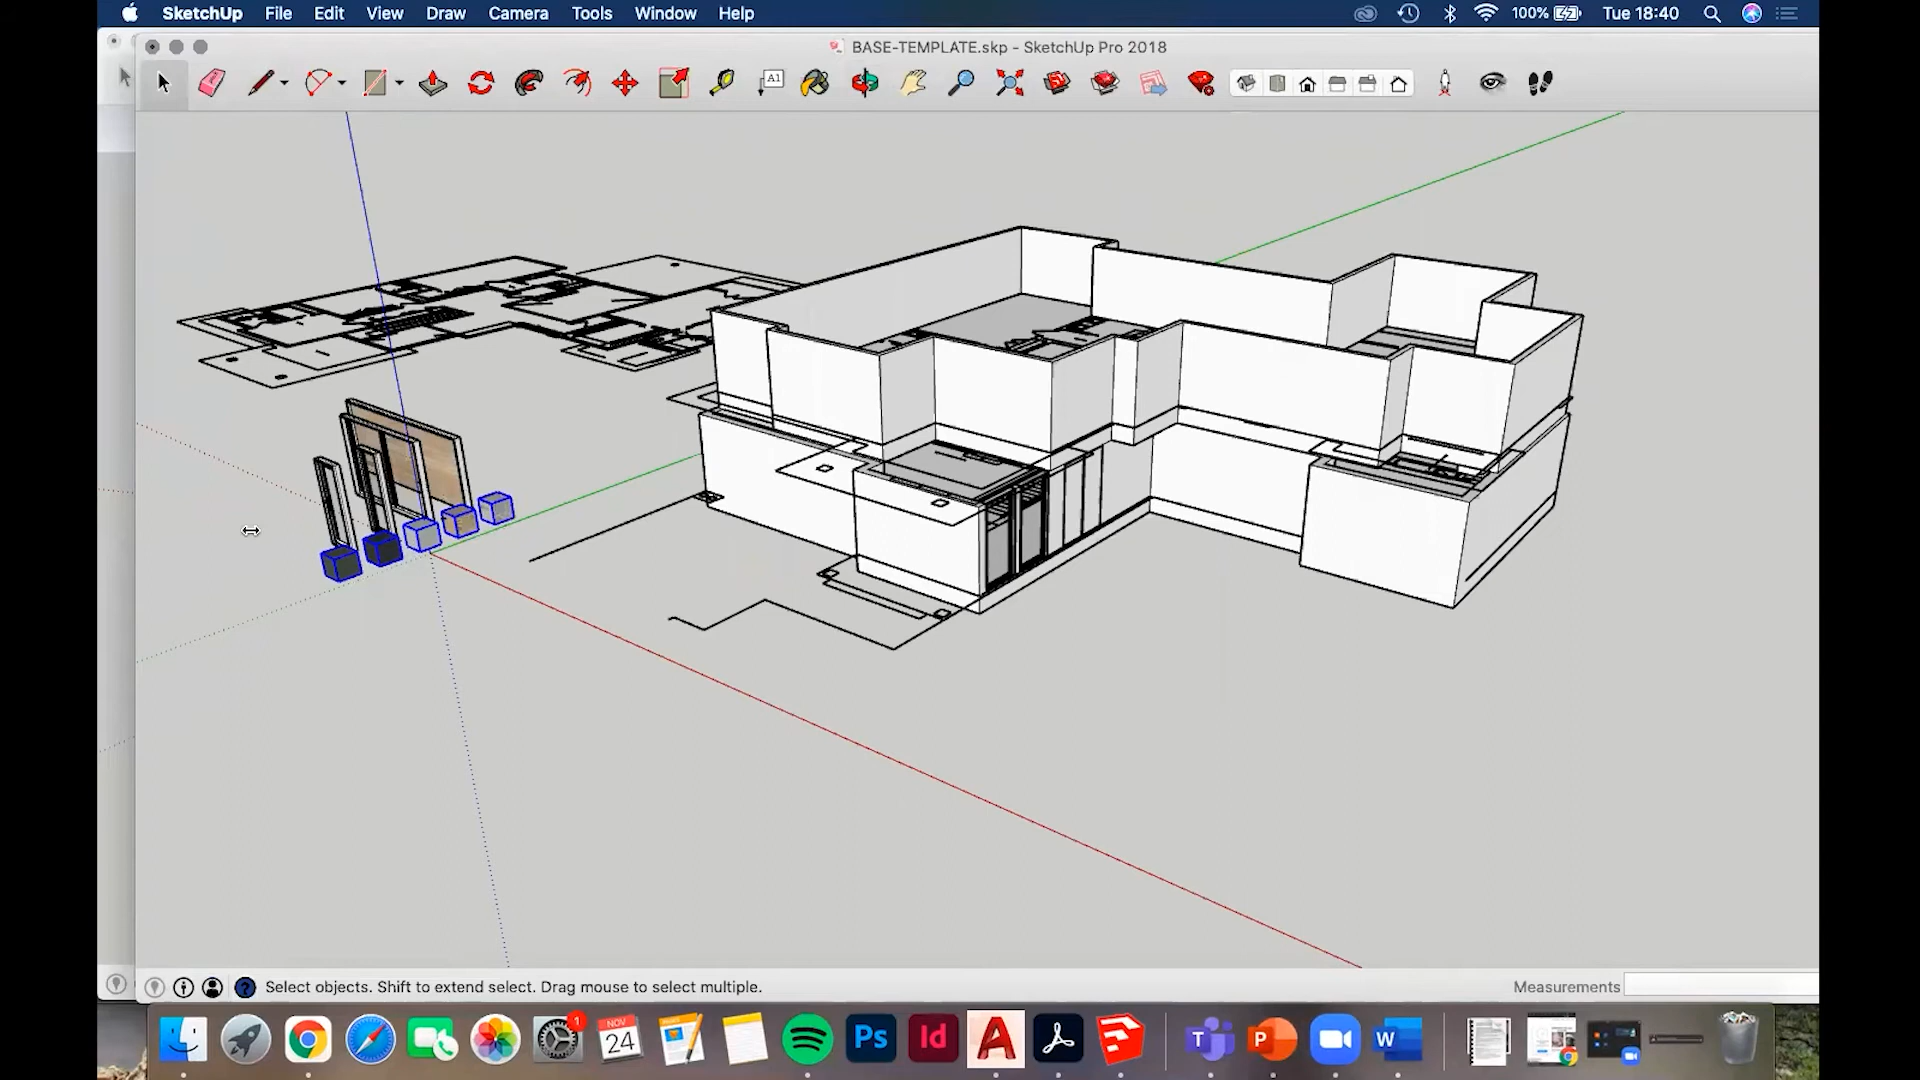 SketchUp File Edit View Draw Camera Tools Window Help 100% Tue 18:40
BASE-TEMPLATE.skp - SketchUp Pro 2018
A1
Select objects. Shift to extend select. Drag mouse to select multiple. Measurements
1
NOV
24
Ps
Id
T
P
W